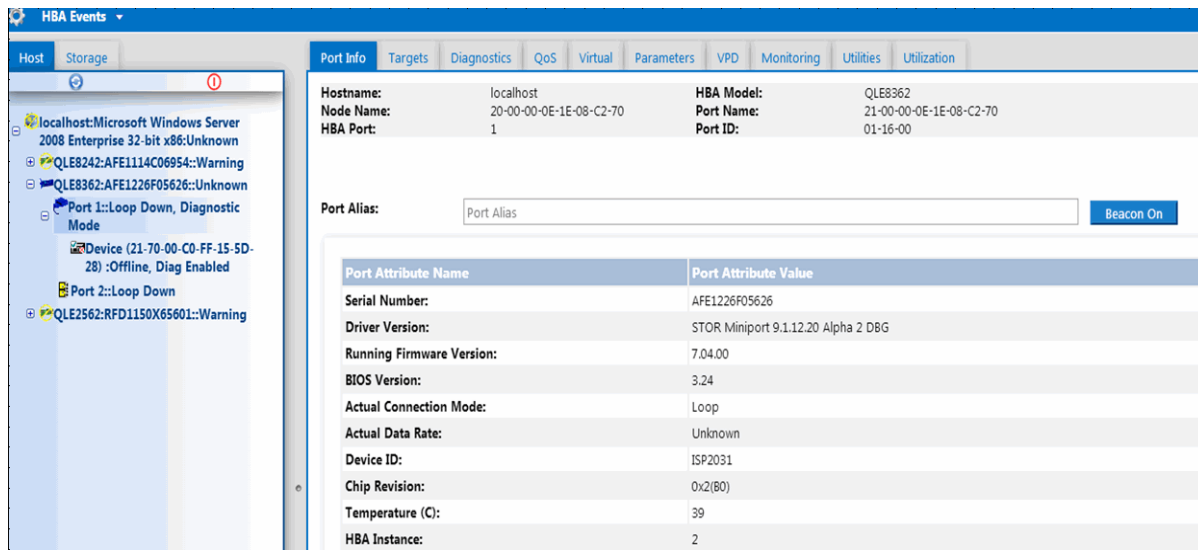 HBA Events
Host Storage
localhost:Microsoft Windows Server
2008 Enterprise 32-bit x86:Unknown
QLE8242:AFE1114C06954::Warning
QLE8362:AFE1226F05626::Unknown
Port 1::Loop Down, Diagnostic
Mode
Device (21-70-00-C0-FF-15-5D-
28) :Offline, Diag Enabled
Port 2::Loop Down
QLE2562:RFD1150X65601::Warning
Port Info Targets Diagnostics QoS Virtual Parameters VPD Monitoring Utilities Utilization
Hostname: localhost HBA Model: QLE8362
Node Name: 20-00-00-0E-1E-08-C2-70 Port Name: 21-00-00-0E-1E-08-C2-70
HBA Port: 1 Port ID: 01-16-00
Port Alias: Port Alias Beacon On
Port Attribute Name Port Attribute Value
Serial Number: AFE1226F05626
Driver Version: STOR Miniport 9.1.12.20 Alpha 2 DBG
Running Firmware Version: 7.04.00
BIOS Version: 3.24
Actual Connection Mode: Loop
Actual Data Rate: Unknown
Device ID: ISP2031
Chip Revision: 0x2(B0)
Temperature (C): 39
HBA Instance: 2